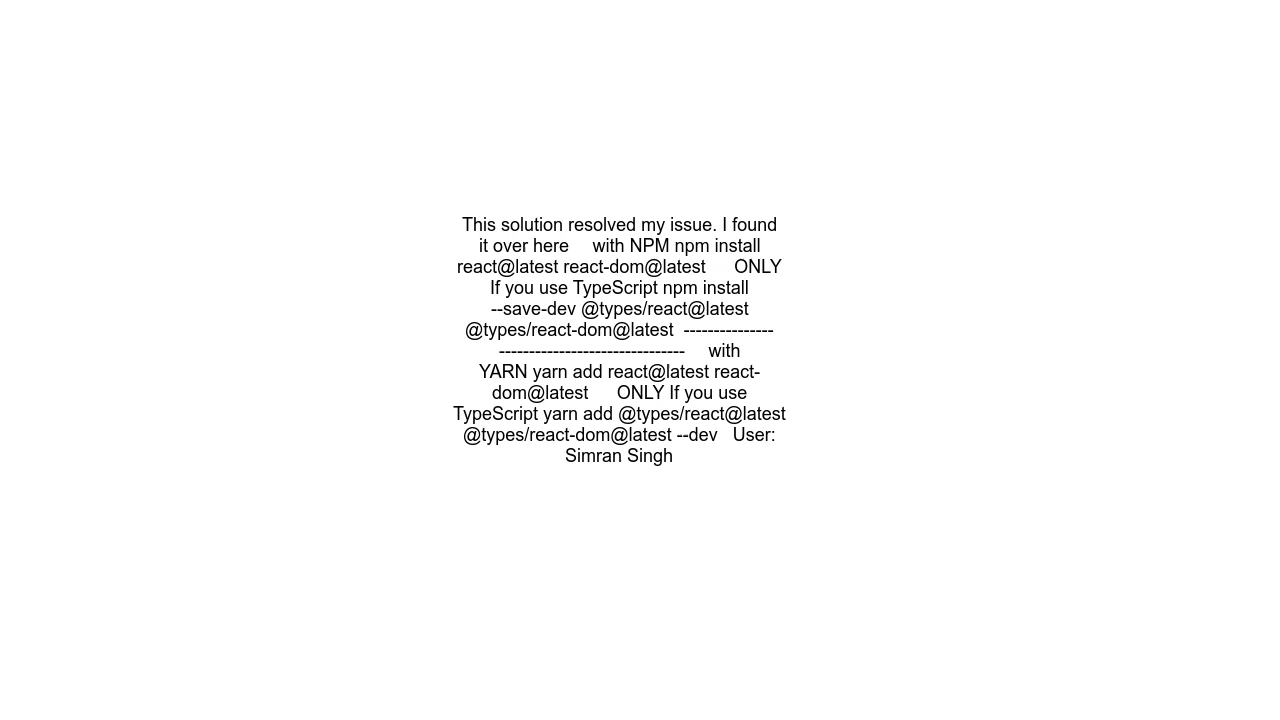 This solution resolved my issue. I found
it over here     with NPM npm install
react@latest react-dom@latest      ONLY
If you use TypeScript npm install
--save-dev @types/react@latest
@types/react-dom@latest  ---------------
-------------------------------     with
YARN yarn add react@latest react-
dom@latest      ONLY If you use
TypeScript yarn add @types/react@latest
@types/react-dom@latest --dev   User:
Simran Singh